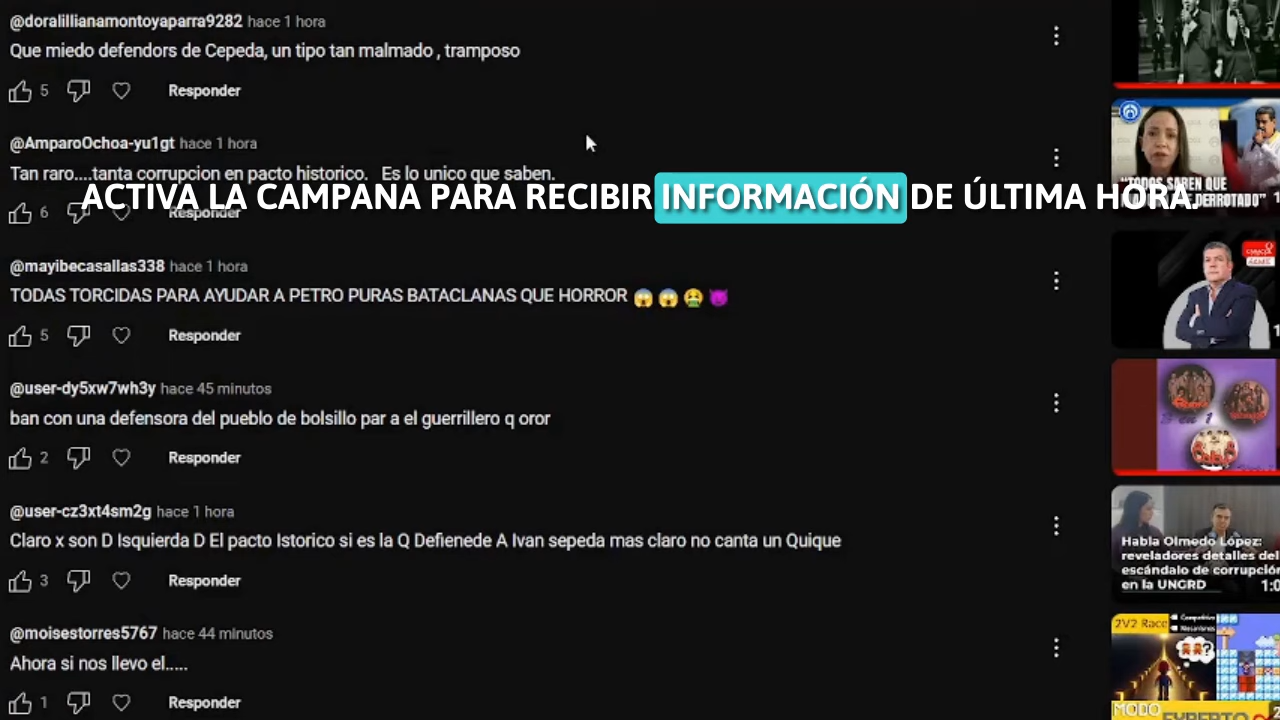 @doralillianamontoyaparra9282 hace 1 hora
Que miedo defendors de Cepeda, un tipo tan malmado , tramposo
5 Responder
@AmparoOchoa-yu1gt hace 1 hora
Tan raro....tanta corrupcion en pacto historico. Es lo unico que saben.
ACTIVA LA CAMPANA PARA RECIBIR INFORMACIÓN DE ÚLTIMA HORA.
6 Responder
@mayibecasallas338 hace 1 hora
TODAS TORCIDAS PARA AYUDAR A PETRO PURAS BATACLANAS QUE HORROR 😱 😱 🤮 😈
5 Responder
@user-dy5xw7wh3y hace 45 minutos
ban con una defensora del pueblo de bolsillo par a el guerrillero q oror
2 Responder
@user-cz3xt4sm2g hace 1 hora
Claro x son D Isquierda D El pacto Istorico si es la Q Defienede A Ivan sepeda mas claro no canta un Quique
3 Responder
@moisestorres5767 hace 44 minutos
Ahora si nos llevo el.....
1 Responder
"TODOS SABEN QUE
DERROTADO"
Habla Olmedo López:
reveladores detalles del
escándalo de corrupción
en la UNGRD
2V2 Race
MODO
EXPERTO